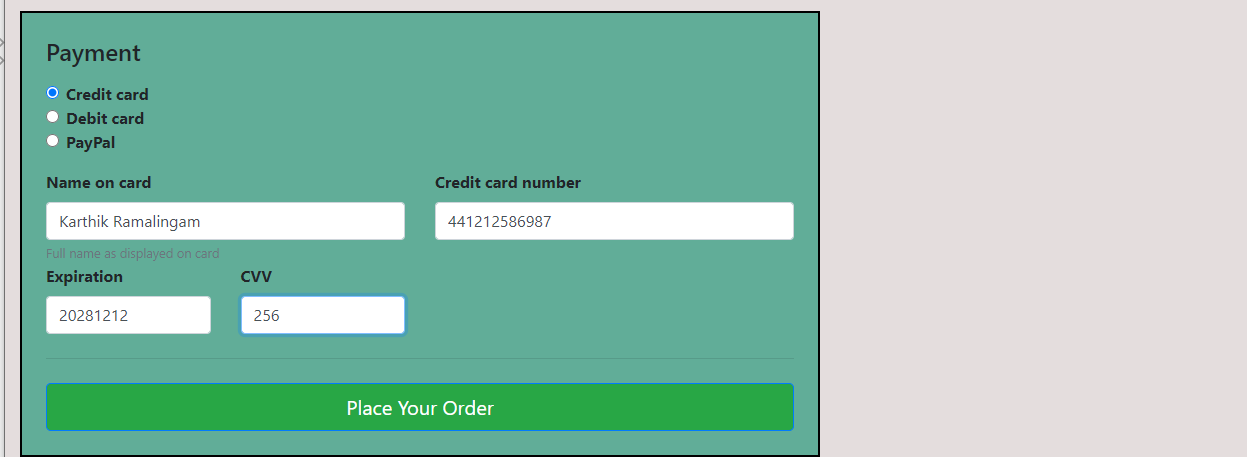 Payment
Credit card
Debit card
PayPal
Name on card
Credit card number
Karthik Ramalingam
441212586987
Full name as displayed on card
Expiration
CVV
20281212
256
Place Your Order